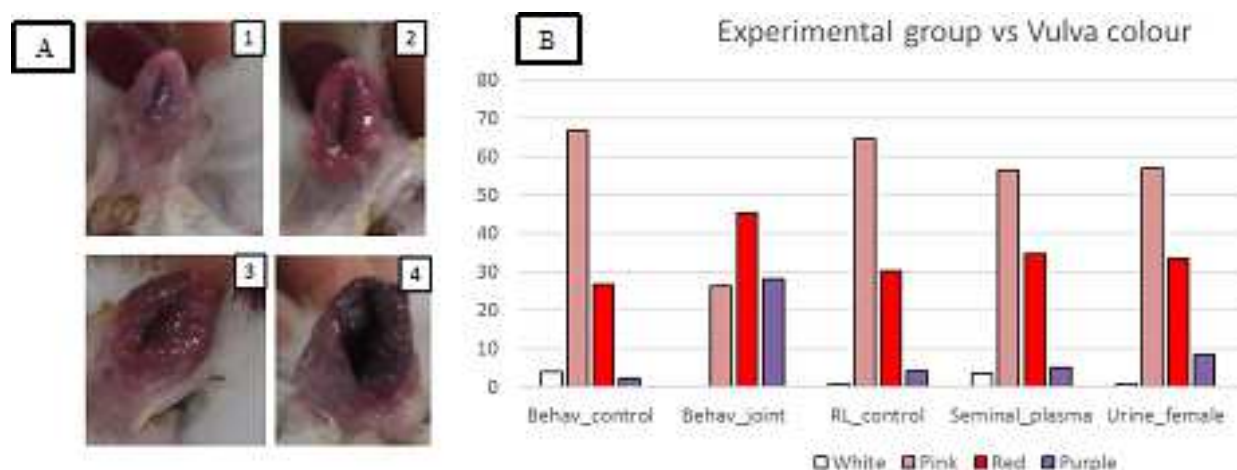 A
1
2
3
4
B
Experimental group vs Vulva colour
80
70
60
50
40
30
20
10
0
Behav_control Behav_joint RL_control Seminal_plasma Urine_female
White Pink Red Purple